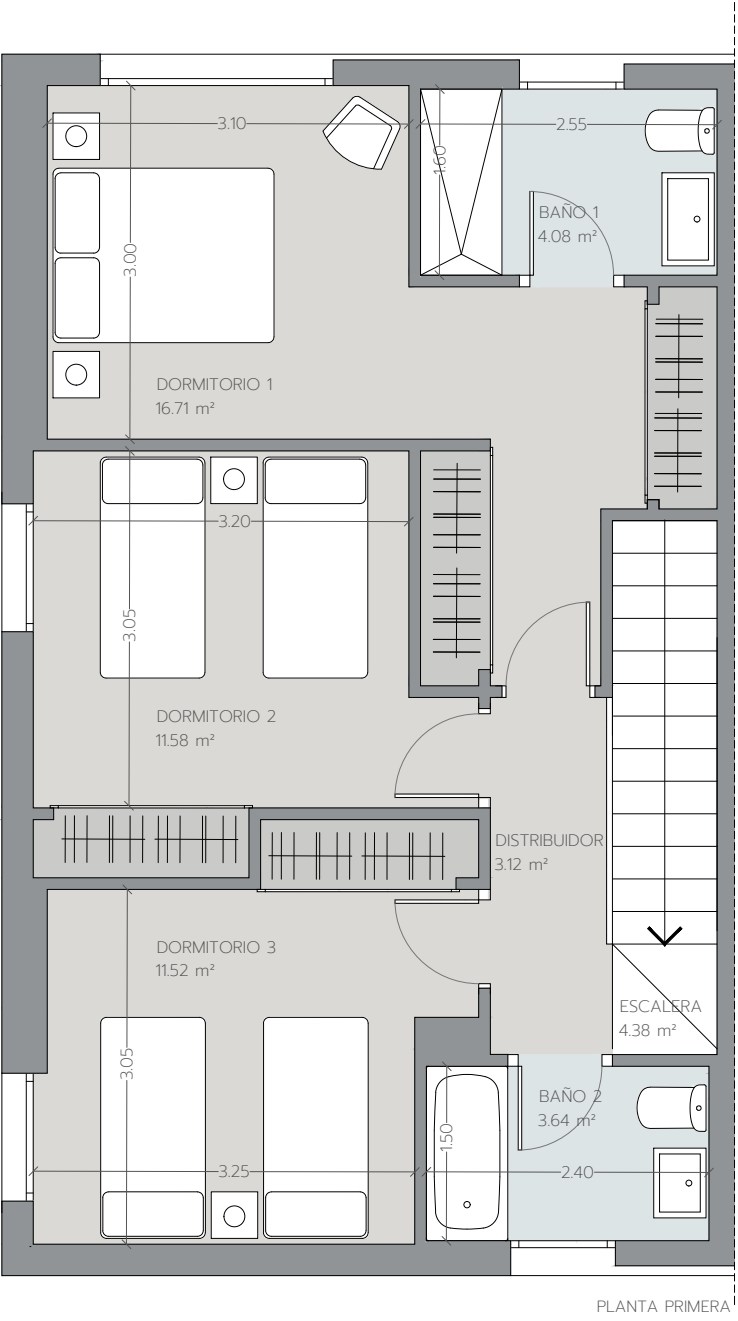 3.10
2.55
1.60
BAÑO 1
4.08 m²
3.00
DORMITORIO 1
16.71 m²
3.20
3.05
DORMITORIO 2
11.58 m²
DISTRIBUIDOR
3.12 m²
DORMITORIO 3
11.52 m²
ESCALERA
4.38 m²
3.05
BAÑO 2
3.64 m²
1.50
3.25
2.40
PLANTA PRIMERA